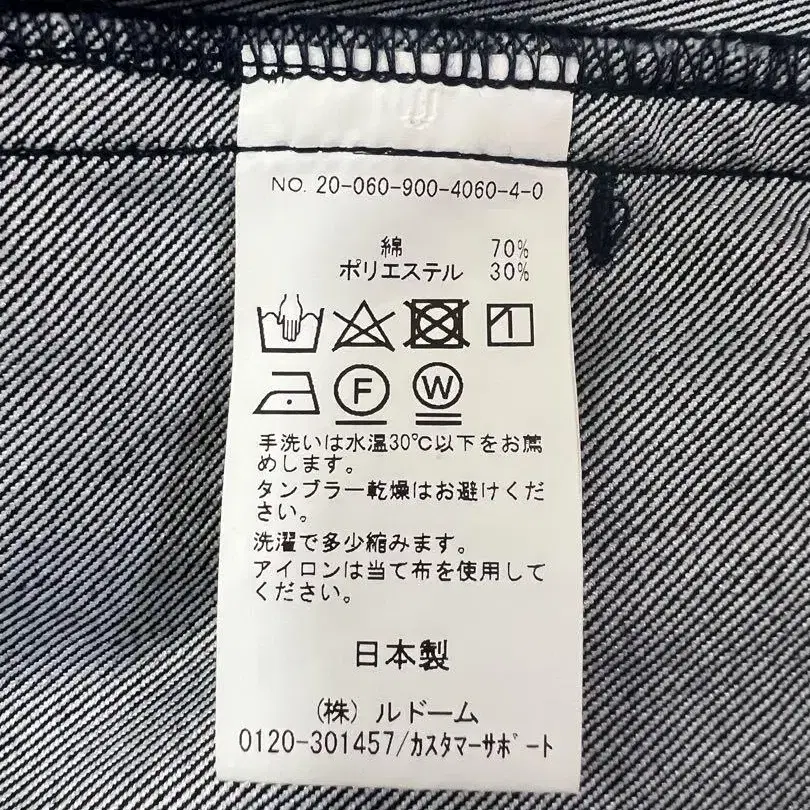 NO. 20-060-900-4060-4-0
綿 70%
ポリエステル 30%
F W
手洗いは水温30℃以下をお薦
めします。
タンブラー乾燥はお避けくだ
さい。
洗濯で多少縮みます。
アイロンは当て布を使用して
ください。
日本製
(株) ルドーム
0120-301457/カスタマーサポート